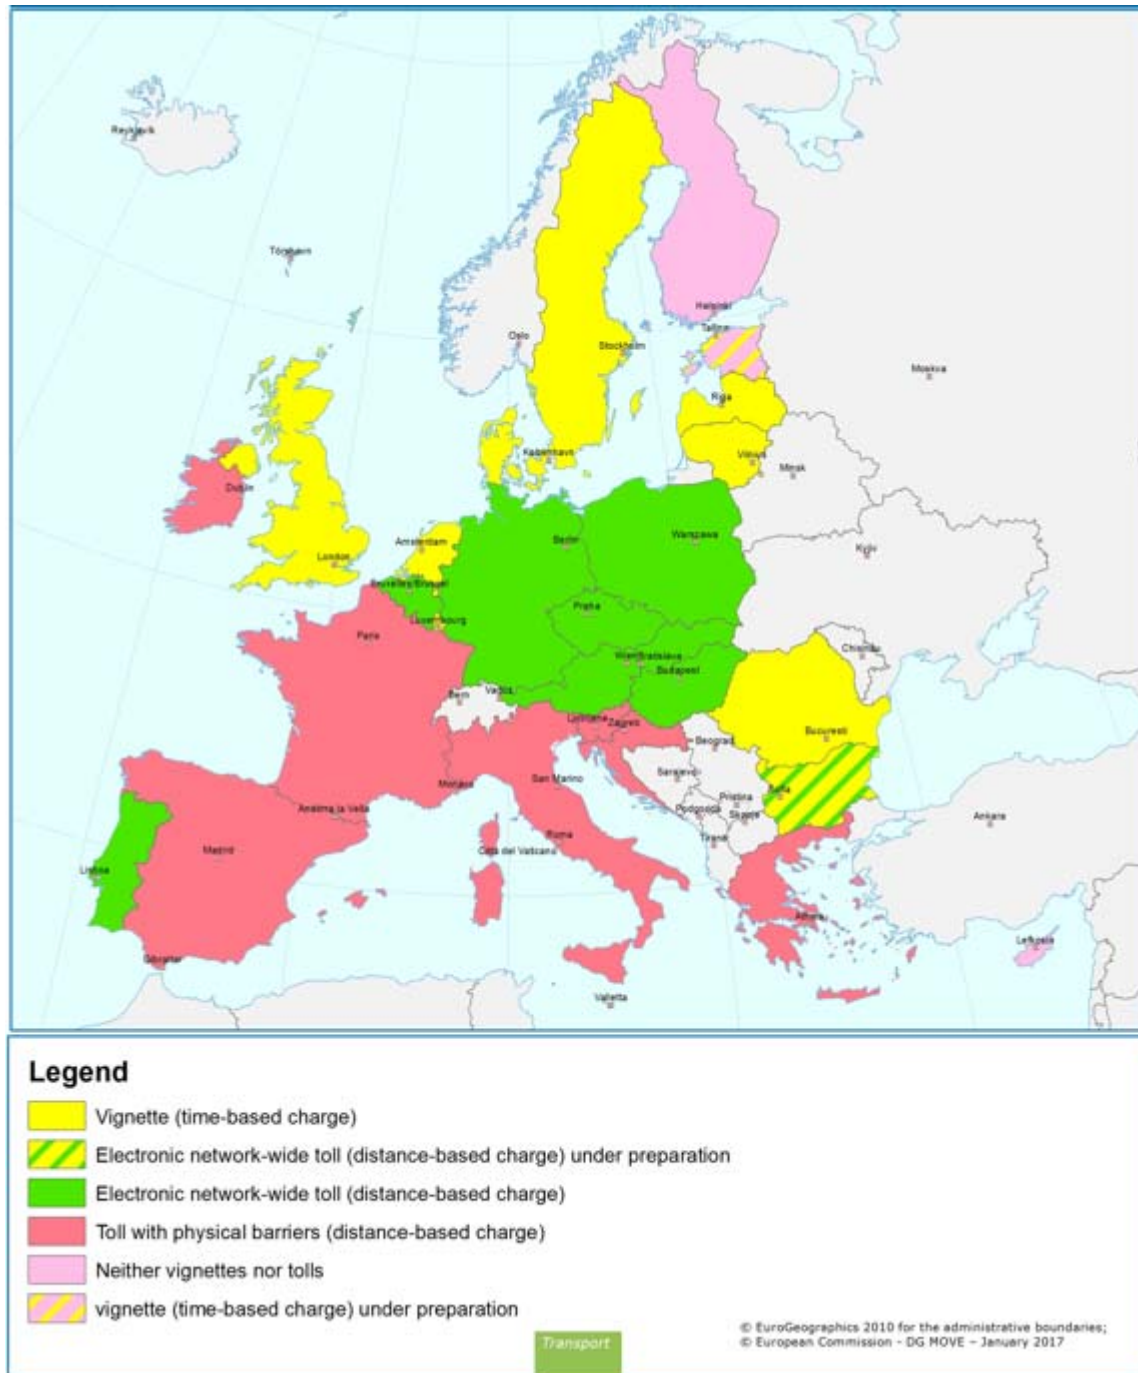 Reykjavík
Tórshavn
Helsinki
Tallinn
Oslo
Stockholm
Moskva
Riga
København
Vilnius
Minsk
Dublin
Amsterdam
Berlin
Warszawa
London
Kyiv
Bruxelles/Brussel
Praha
Luxembourg
Paris
Chisinau
Wien
Bratislava
Budapest
Bern
Vaduz
Ljubljana
Zagreb
Bucuresti
Beograd
Monaco
San Marino
Sarajevo
Sofia
Pristina
Andorra la Vella
Podgorica
Skopje
Ankara
Roma
Tiranë
Madrid
Città del Vaticano
Lisboa
Athina
Lefkosia
Gibraltar
Valletta
Legend
Vignette (time-based charge)
Electronic network-wide toll (distance-based charge) under preparation
Electronic network-wide toll (distance-based charge)
Toll with physical barriers (distance-based charge)
Neither vignettes nor tolls
vignette (time-based charge) under preparation
Transport
© EuroGeographics 2010 for the administrative boundaries;
© European Commission - DG MOVE – January 2017